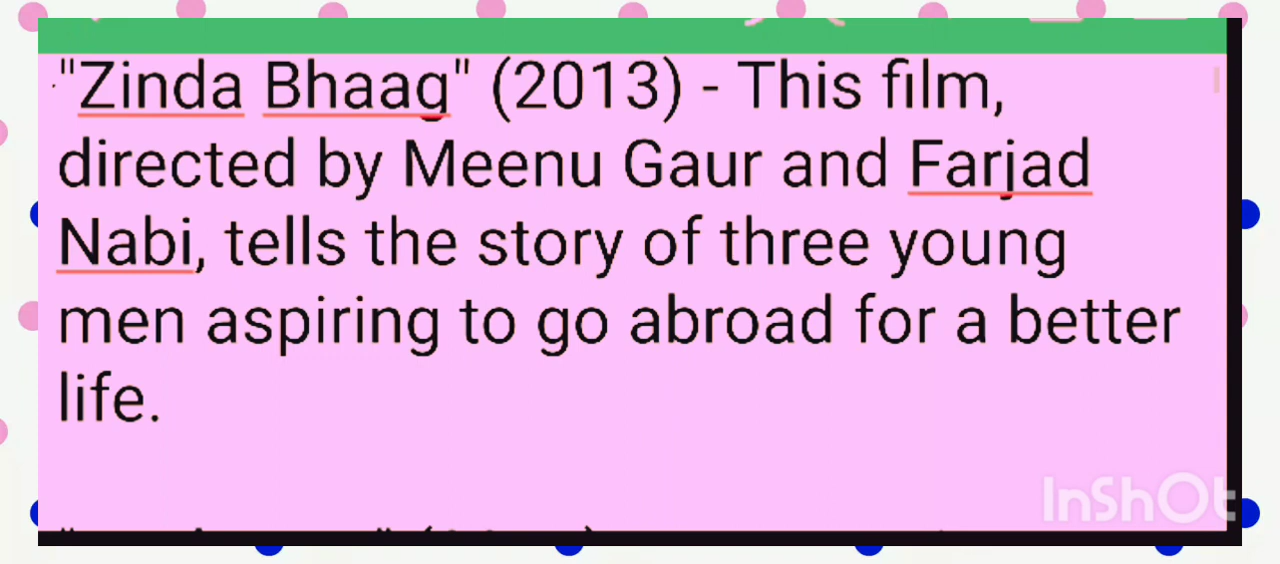 "Zinda Bhaag" (2013) - This film,
directed by Meenu Gaur and Farjad
Nabi, tells the story of three young
men aspiring to go abroad for a better
life.
InShOt